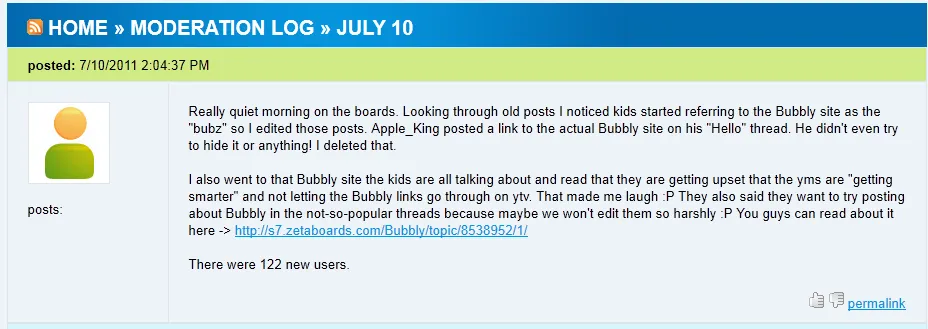 HOME » MODERATION LOG » JULY 10
posted: 7/10/2011 2:04:37 PM
Really quiet morning on the boards. Looking through old posts I noticed kids started referring to the Bubbly site as the
"bubz" so I edited those posts. Apple_King posted a link to the actual Bubbly site on his "Hello" thread. He didn't even try
to hide it or anything! I deleted that.
I also went to that Bubbly site the kids are all talking about and read that they are getting upset that the yms are "getting
smarter" and not letting the Bubbly links go through on ytv. That made me laugh :P They also said they want to try posting
about Bubbly in the not-so-popular threads because maybe we won't edit them so harshly :P You guys can read about it
here -> http://s7.zetaboards.com/Bubbly/topic/8538952/1/
posts:
There were 122 new users.
permalink